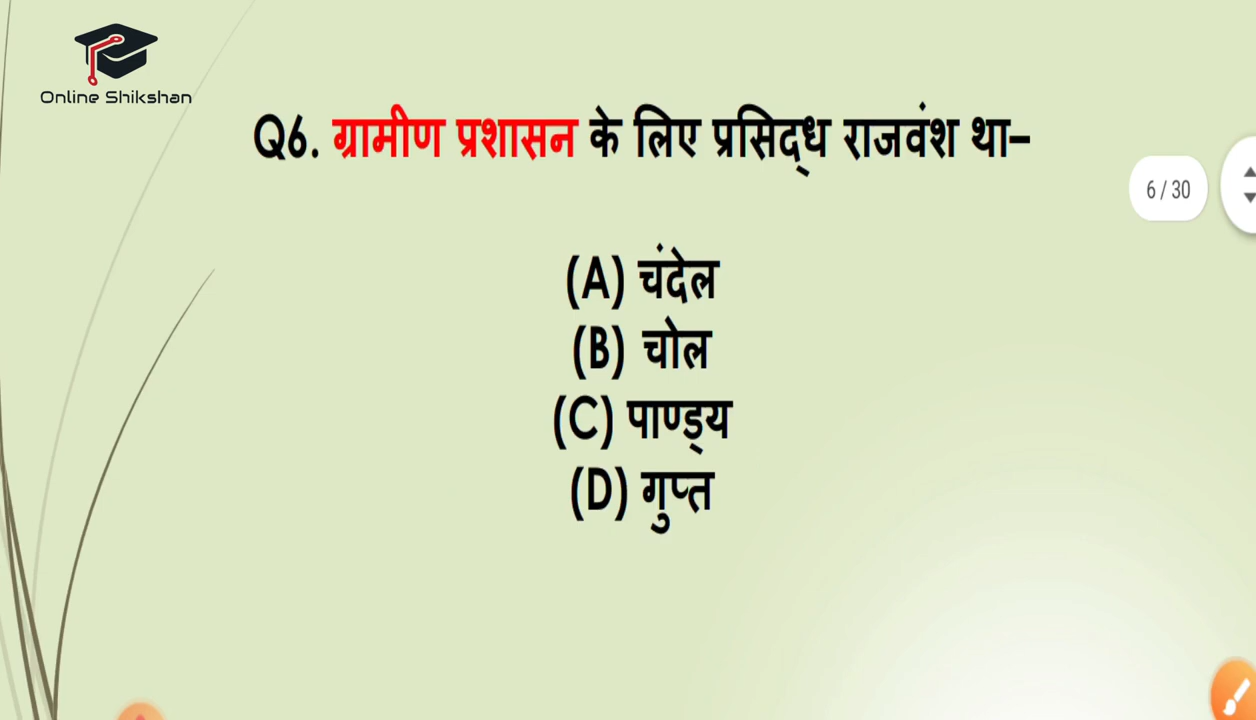 Online Shikshan
Q6. ग्रामीण प्रशासन के लिए प्रसिद्ध राजवंश था–
6 / 30
(A) चंदेल
(B) चोल
(C) पाण्ड्य
(D) गुप्त